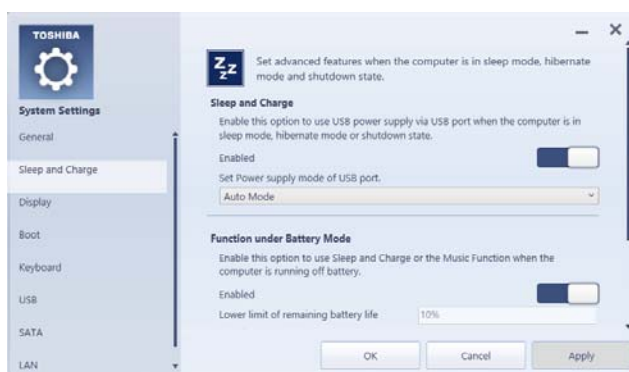 TOSHIBA
System Settings
General
Sleep and Charge
Display
Boot
Keyboard
USB
SATA
LAN
Zzz
Set advanced features when the computer is in sleep mode, hibernate
mode and shutdown state.
Sleep and Charge
Enable this option to use USB power supply via USB port when the computer is in
sleep mode, hibernate mode or shutdown state.
Enabled
Set Power supply mode of USB port.
Auto Mode
Function under Battery Mode
Enable this option to use Sleep and Charge or the Music Function when the
computer is running off battery.
Enabled
Lower limit of remaining battery life 10%
OK Cancel Apply